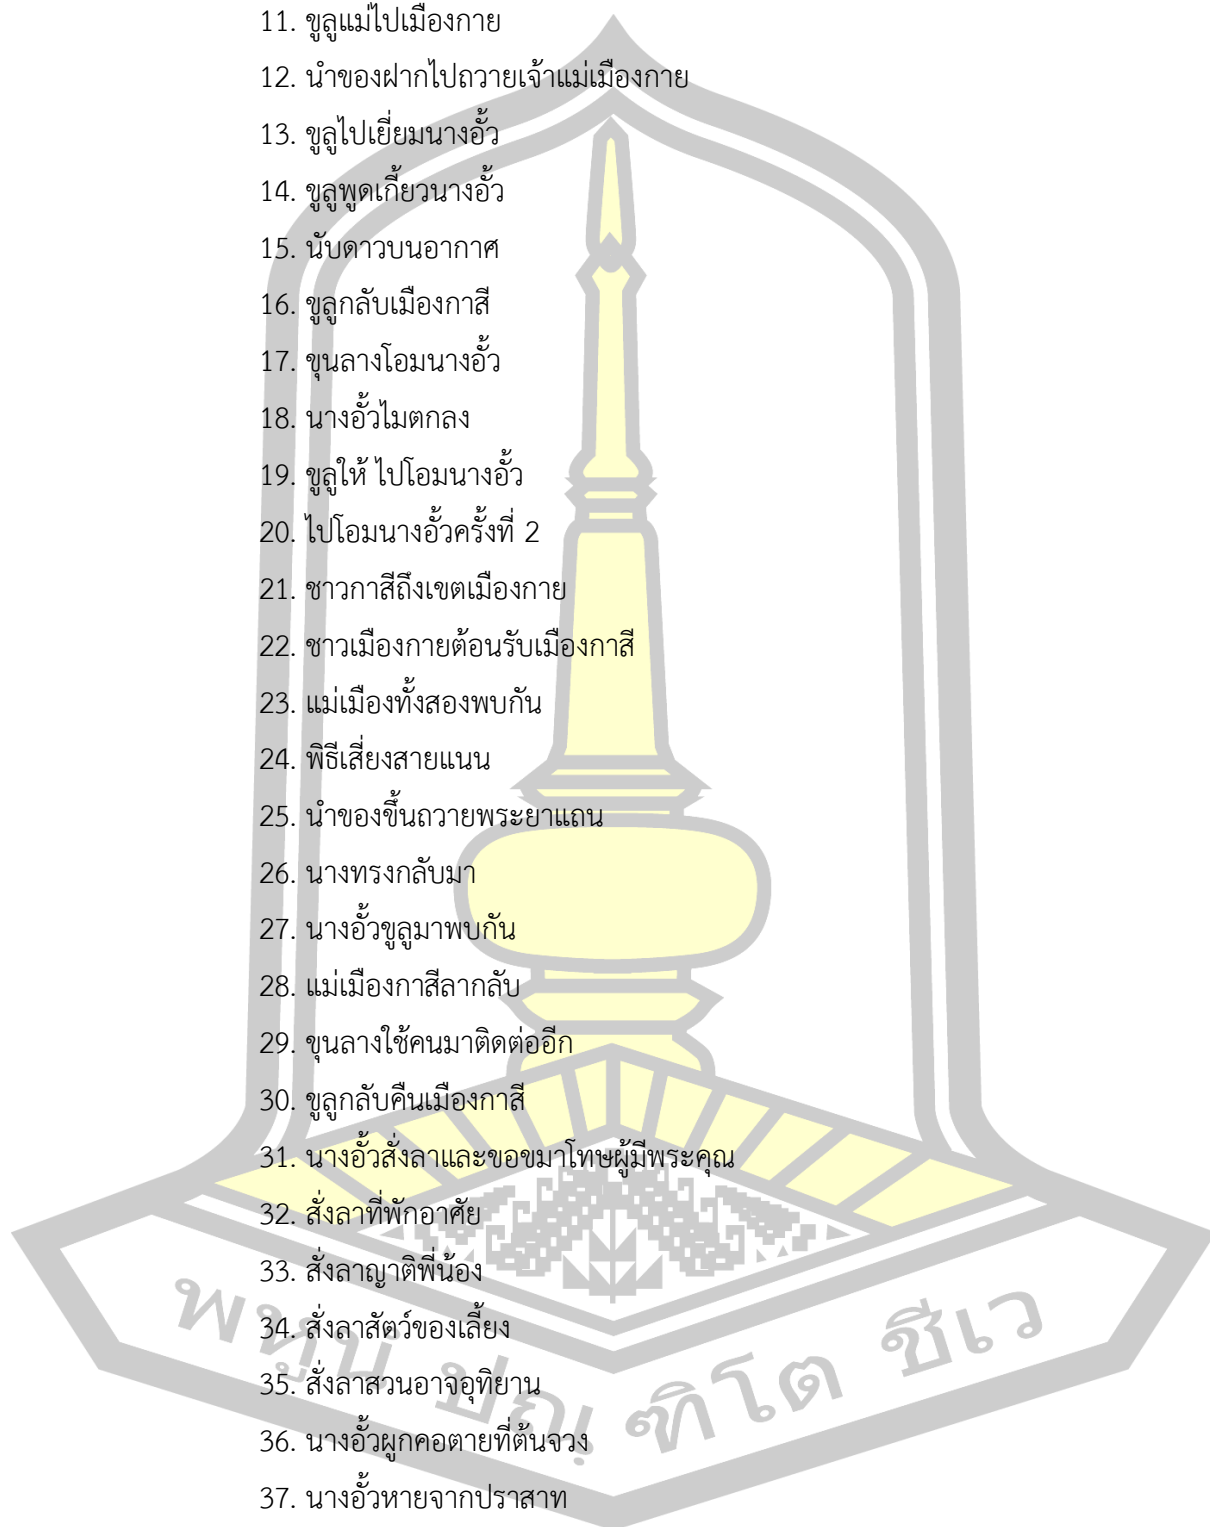 11. ขูลูแม่ไปเมืองกาย
12. นำของฝากไปถวายเจ้าแม่เมืองกาย
13. ขูลูไปเยี่ยมนางอั้ว
14. ขูลูพูดเกี้ยวนางอั้ว
15. นับดาวบนอากาศ
16. ขูลูกลับเมืองกาสี
17. ขุนลางโอมนางอั้ว
18. นางอั้วไมตกลง
19. ขูลูให้ ไปโอมนางอั้ว
20. ไปโอมนางอั้วครั้งที่ 2
21. ชาวกาสีถึงเขตเมืองกาย
22. ชาวเมืองกายต้อนรับเมืองกาสี
23. แม่เมืองทั้งสองพบกัน
24. พิธีเสี่ยงสายแนน
25. นำของขึ้นถวายพระยาแถน
26. นางทรงกลับมา
27. นางอั้วขูลูมาพบกัน
28. แม่เมืองกาสีลากลับ
29. ขุนลางใช้คนมาติดต่ออีก
30. ขูลูกลับคืนเมืองกาสี
31. นางอั้วสั่งลาและขอขมาโทษผู้มีพระคุณ
32. สั่งลาที่พักอาศัย
33. สั่งลาญาติพี่น้อง
34. สั่งลาสัตว์ของเลี้ยง
35. สั่งลาสวนอาจอุทิยาน
36. นางอั้วผูกคอตายที่ต้นจวง
37. นางอั้วหายจากปราสาท
พหูนํ ปณฺฑิโต ชีเว